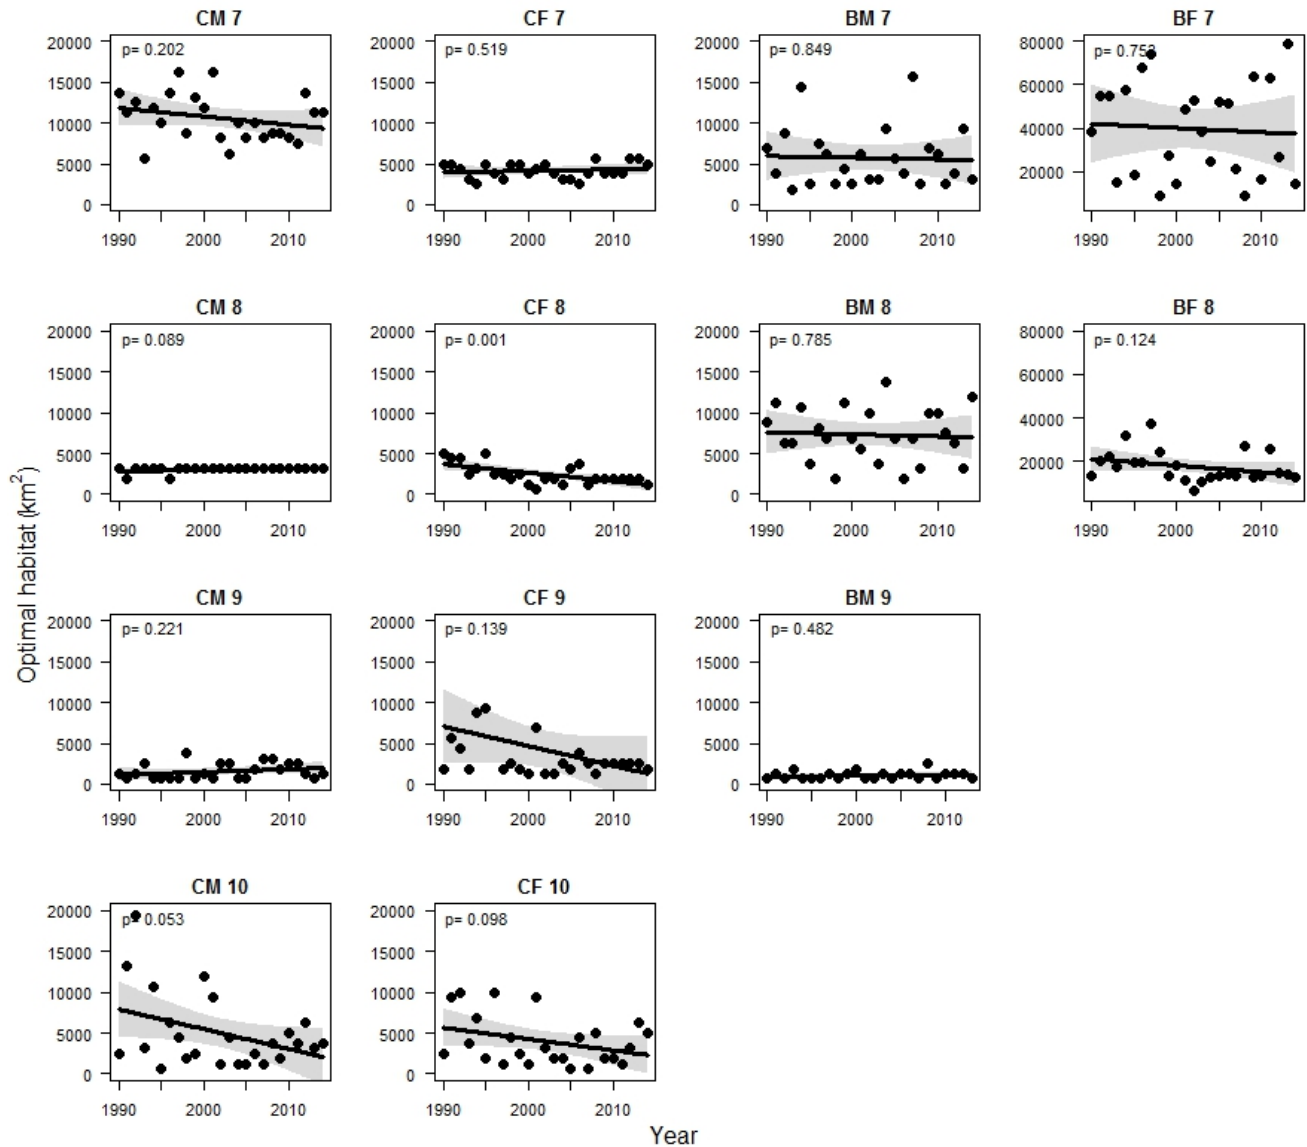 CM 7
p= 0.202
20000
15000
10000
5000
0
1990 2000 2010
CF 7
p= 0.519
20000
15000
10000
5000
0
1990 2000 2010
BM 7
p= 0.849
20000
15000
10000
5000
0
1990 2000 2010
BF 7
p= 0.753
80000
60000
40000
20000
1990 2000 2010
CM 8
p= 0.089
20000
15000
10000
5000
0
1990 2000 2010
CF 8
p= 0.001
20000
15000
10000
5000
0
1990 2000 2010
BM 8
p= 0.785
20000
15000
10000
5000
0
1990 2000 2010
BF 8
p= 0.124
80000
60000
40000
20000
1990 2000 2010
Optimal habitat (km²)
CM 9
p= 0.221
20000
15000
10000
5000
0
1990 2000 2010
CF 9
p= 0.139
20000
15000
10000
5000
0
1990 2000 2010
BM 9
p= 0.482
20000
15000
10000
5000
0
1990 2000 2010
CM 10
p= 0.053
20000
15000
10000
5000
0
1990 2000 2010
CF 10
p= 0.098
20000
15000
10000
5000
0
1990 2000 2010
Year